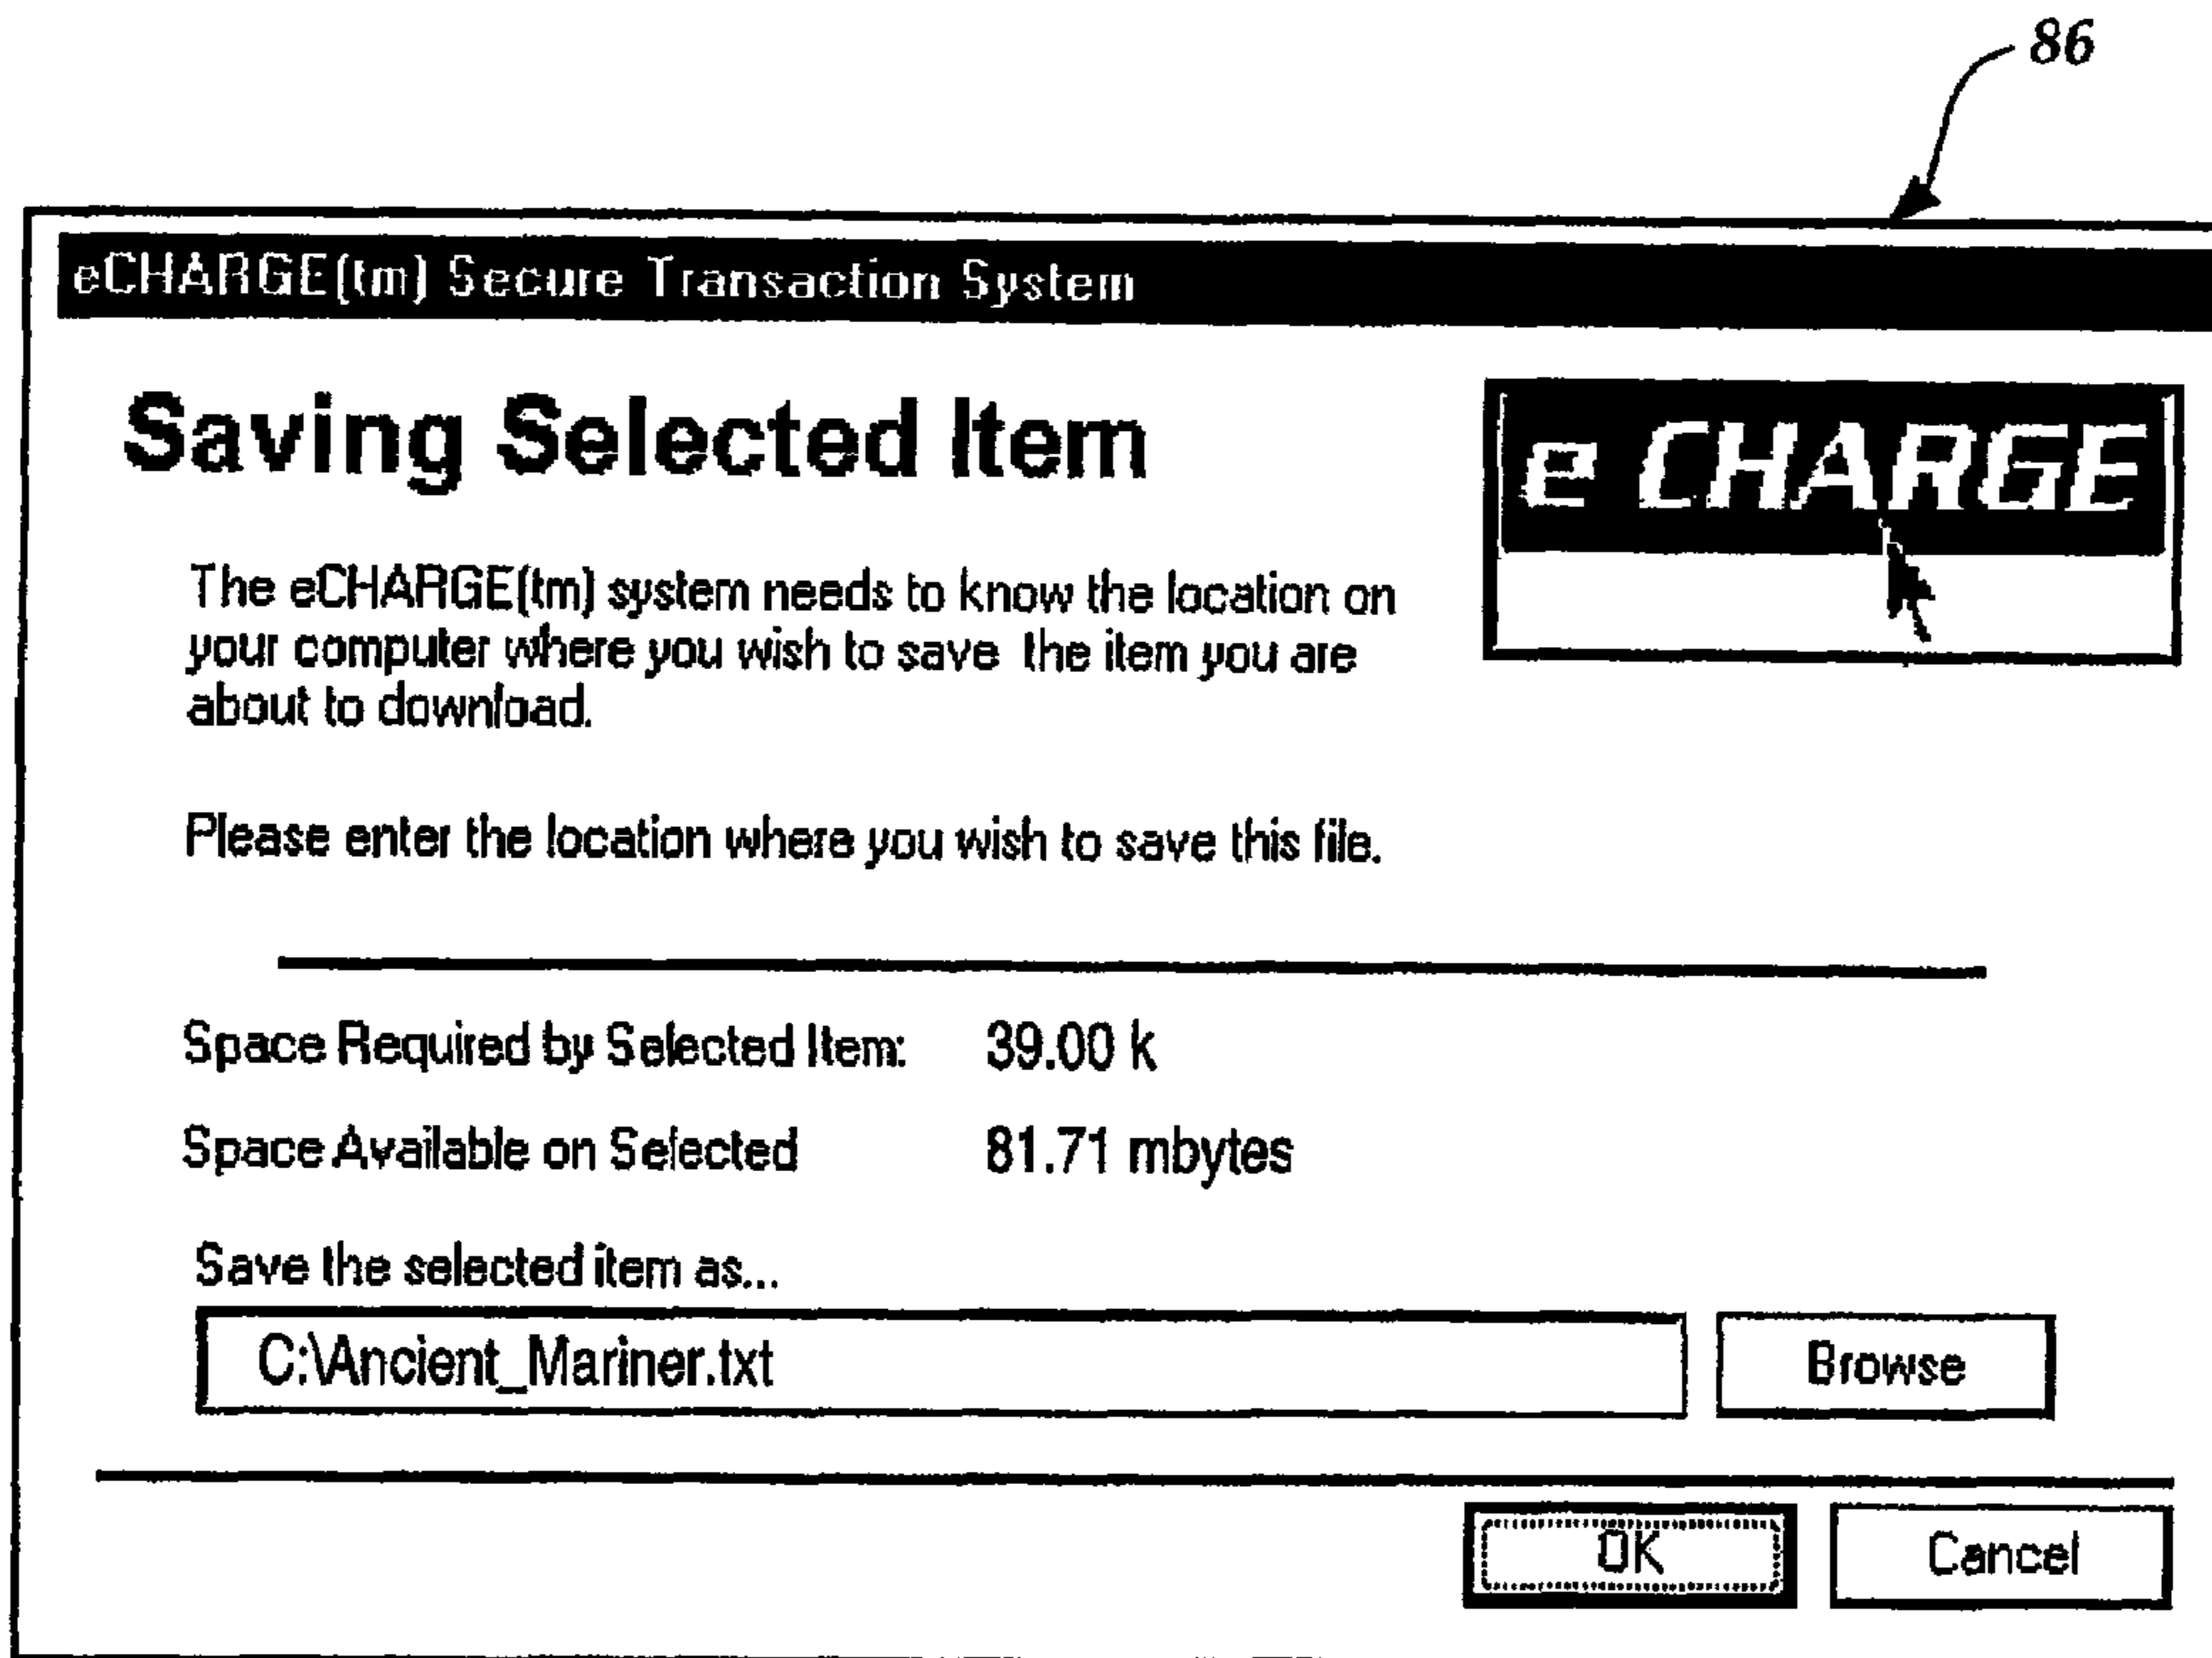 86
eCHARGE(tm) Secure Transaction System
Saving Selected Item
e CHARGE
The eCHARGE(tm) system needs to know the location on
your computer where you wish to save the item you are
about to download.
Please enter the location where you wish to save this file.
Space Required by Selected Item: 39.00 k
Space Available on Selected 81.71 mbytes
Save the selected item as...
C:\Ancient_Mariner.txt
Browse
OK
Cancel